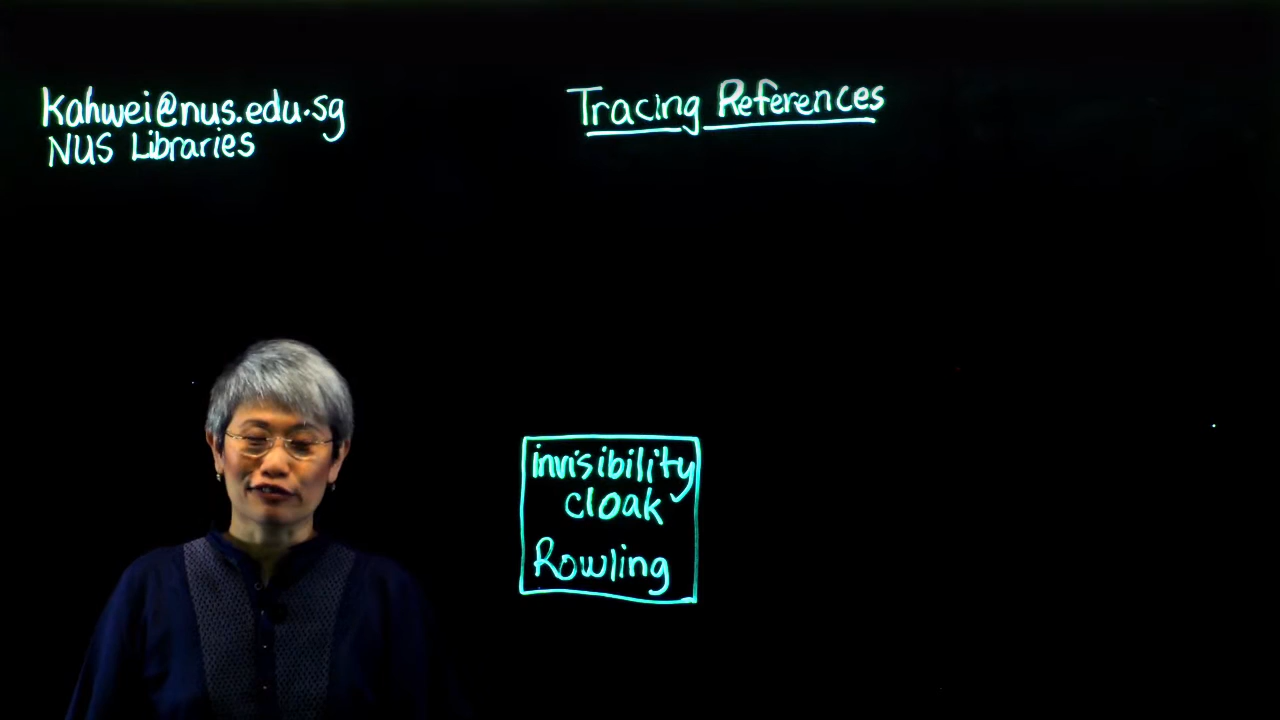 Kahwei@nus.edu.sg
NUS Libraries
Tracing References
invisibility
cloak
Rowling